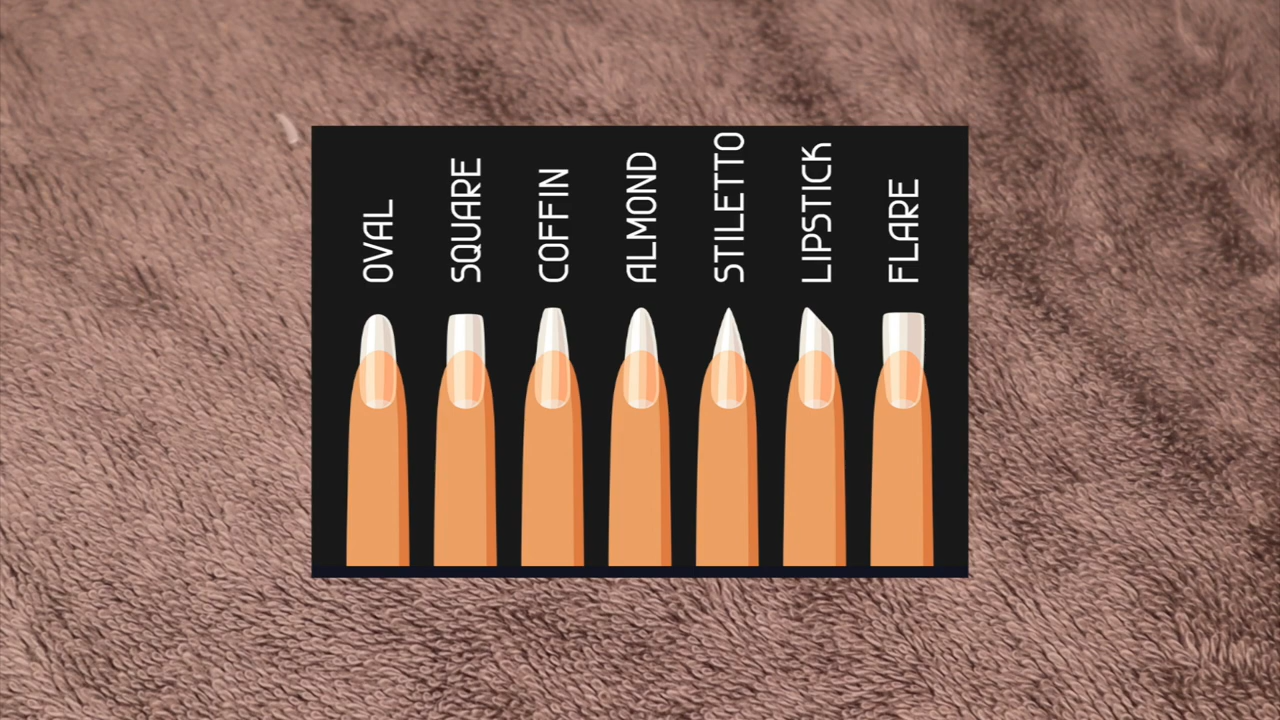 OVAL
SQUARE
COFFIN
ALMOND
STILETTO
LIPSTICK
FLARE